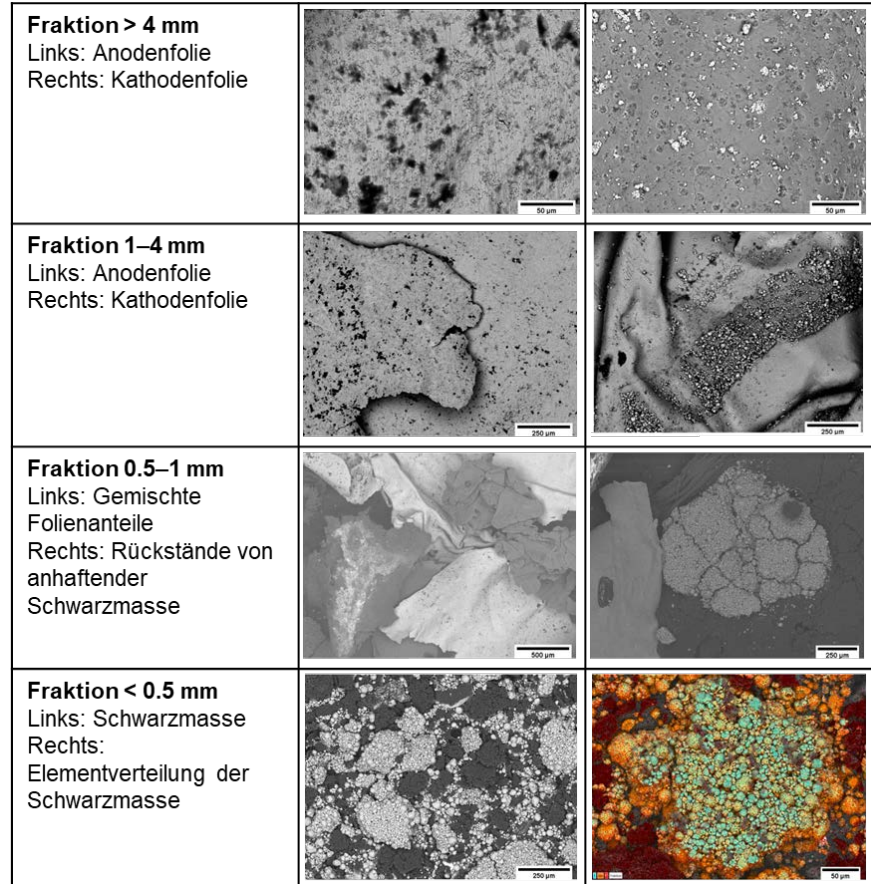 Fraktion > 4 mm
Links: Anodenfolie
Rechts: Kathodenfolie
50 µm
50 µm
Fraktion 1–4 mm
Links: Anodenfolie
Rechts: Kathodenfolie
250 µm
250 µm
Fraktion 0.5–1 mm
Links: Gemischte
Folienanteile
Rechts: Rückstände von
anhaftender
Schwarzmasse
500 µm
250 µm
Fraktion < 0.5 mm
Links: Schwarzmasse
Rechts:
Elementverteilung der
Schwarzmasse
250 µm
50 µm